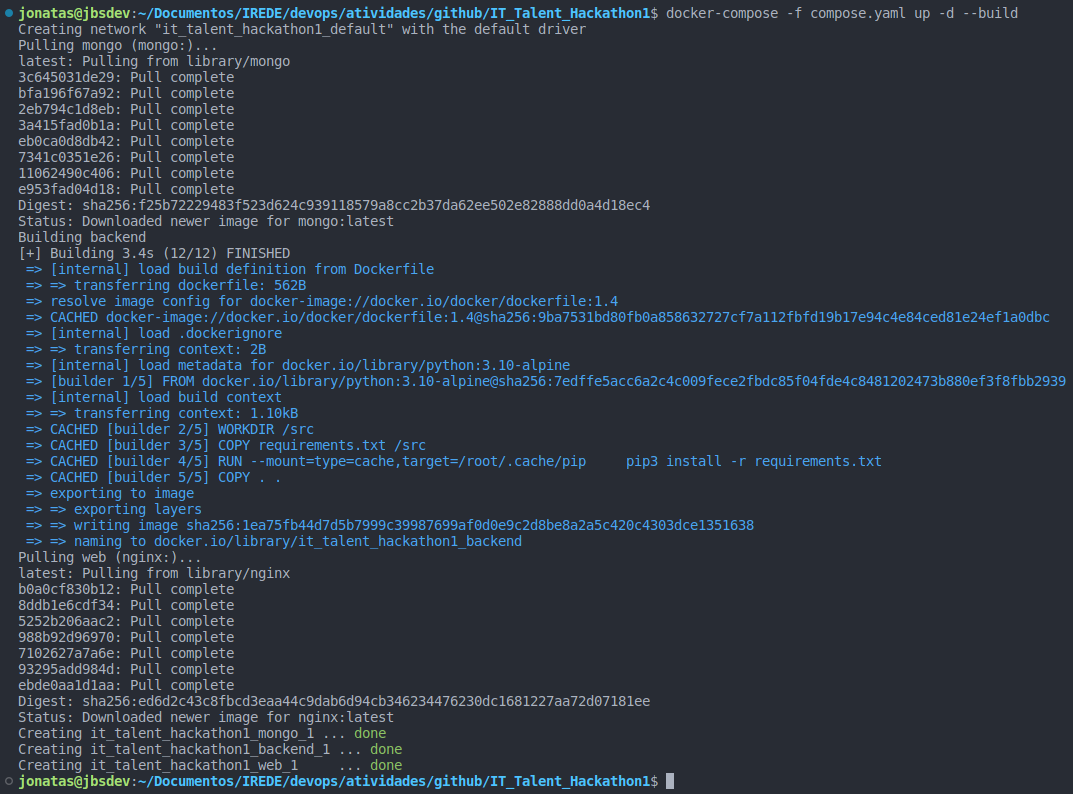 jonatas@jbsdev:~/Documentos/IREDE/devops/atividades/github/IT_Talent_Hackathon1$ docker-compose -f compose.yaml up -d --build
Creating network "it_talent_hackathon1_default" with the default driver
Pulling mongo (mongo:)...
latest: Pulling from library/mongo
3c645031de29: Pull complete
bfa196f67a92: Pull complete
2eb794c1d8eb: Pull complete
3a415fad0b1a: Pull complete
eb0ca0d8db42: Pull complete
7341c0351e26: Pull complete
11062490c406: Pull complete
e953fad04d18: Pull complete
Digest: sha256:f25b72229483f523d624c939118579a8cc2b37da62ee502e82888dd0a4d18ec4
Status: Downloaded newer image for mongo:latest
Building backend
[+] Building 3.4s (12/12) FINISHED
=> [internal] load build definition from Dockerfile
=> => transferring dockerfile: 562B
=> resolve image config for docker-image://docker.io/docker/dockerfile:1.4
=> CACHED docker-image://docker.io/docker/dockerfile:1.4@sha256:9ba7531bd80fb0a858632727cf7a112fbfd19b17e94c4e84ced81e24ef1a0dbc
=> [internal] load .dockerignore
=> => transferring context: 2B
=> [internal] load metadata for docker.io/library/python:3.10-alpine
=> [builder 1/5] FROM docker.io/library/python:3.10-alpine@sha256:7edffe5acc6a2c4c009fece2fbdc85f04fde4c8481202473b880ef3f8fbb2939
=> [internal] load build context
=> => transferring context: 1.10kB
=> CACHED [builder 2/5] WORKDIR /src
=> CACHED [builder 3/5] COPY requirements.txt /src
=> CACHED [builder 4/5] RUN --mount=type=cache,target=/root/.cache/pip     pip3 install -r requirements.txt
=> CACHED [builder 5/5] COPY . .
=> exporting to image
=> => exporting layers
=> => writing image sha256:1ea75fb44d7d5b7999c39987699af0d0e9c2d8be8a2a5c420c4303dce1351638
=> => naming to docker.io/library/it_talent_hackathon1_backend
Pulling web (nginx:)...
latest: Pulling from library/nginx
b0a0cf830b12: Pull complete
8ddb1e6cdf34: Pull complete
5252b206aac2: Pull complete
988b92d96970: Pull complete
7102627a7a6e: Pull complete
93295add984d: Pull complete
ebde0aa1d1aa: Pull complete
Digest: sha256:ed6d2c43c8fbcd3eaa44c9dab6d94cb346234476230dc1681227aa72d07181ee
Status: Downloaded newer image for nginx:latest
Creating it_talent_hackathon1_mongo_1 ... done
Creating it_talent_hackathon1_backend_1 ... done
Creating it_talent_hackathon1_web_1     ... done
jonatas@jbsdev:~/Documentos/IREDE/devops/atividades/github/IT_Talent_Hackathon1$